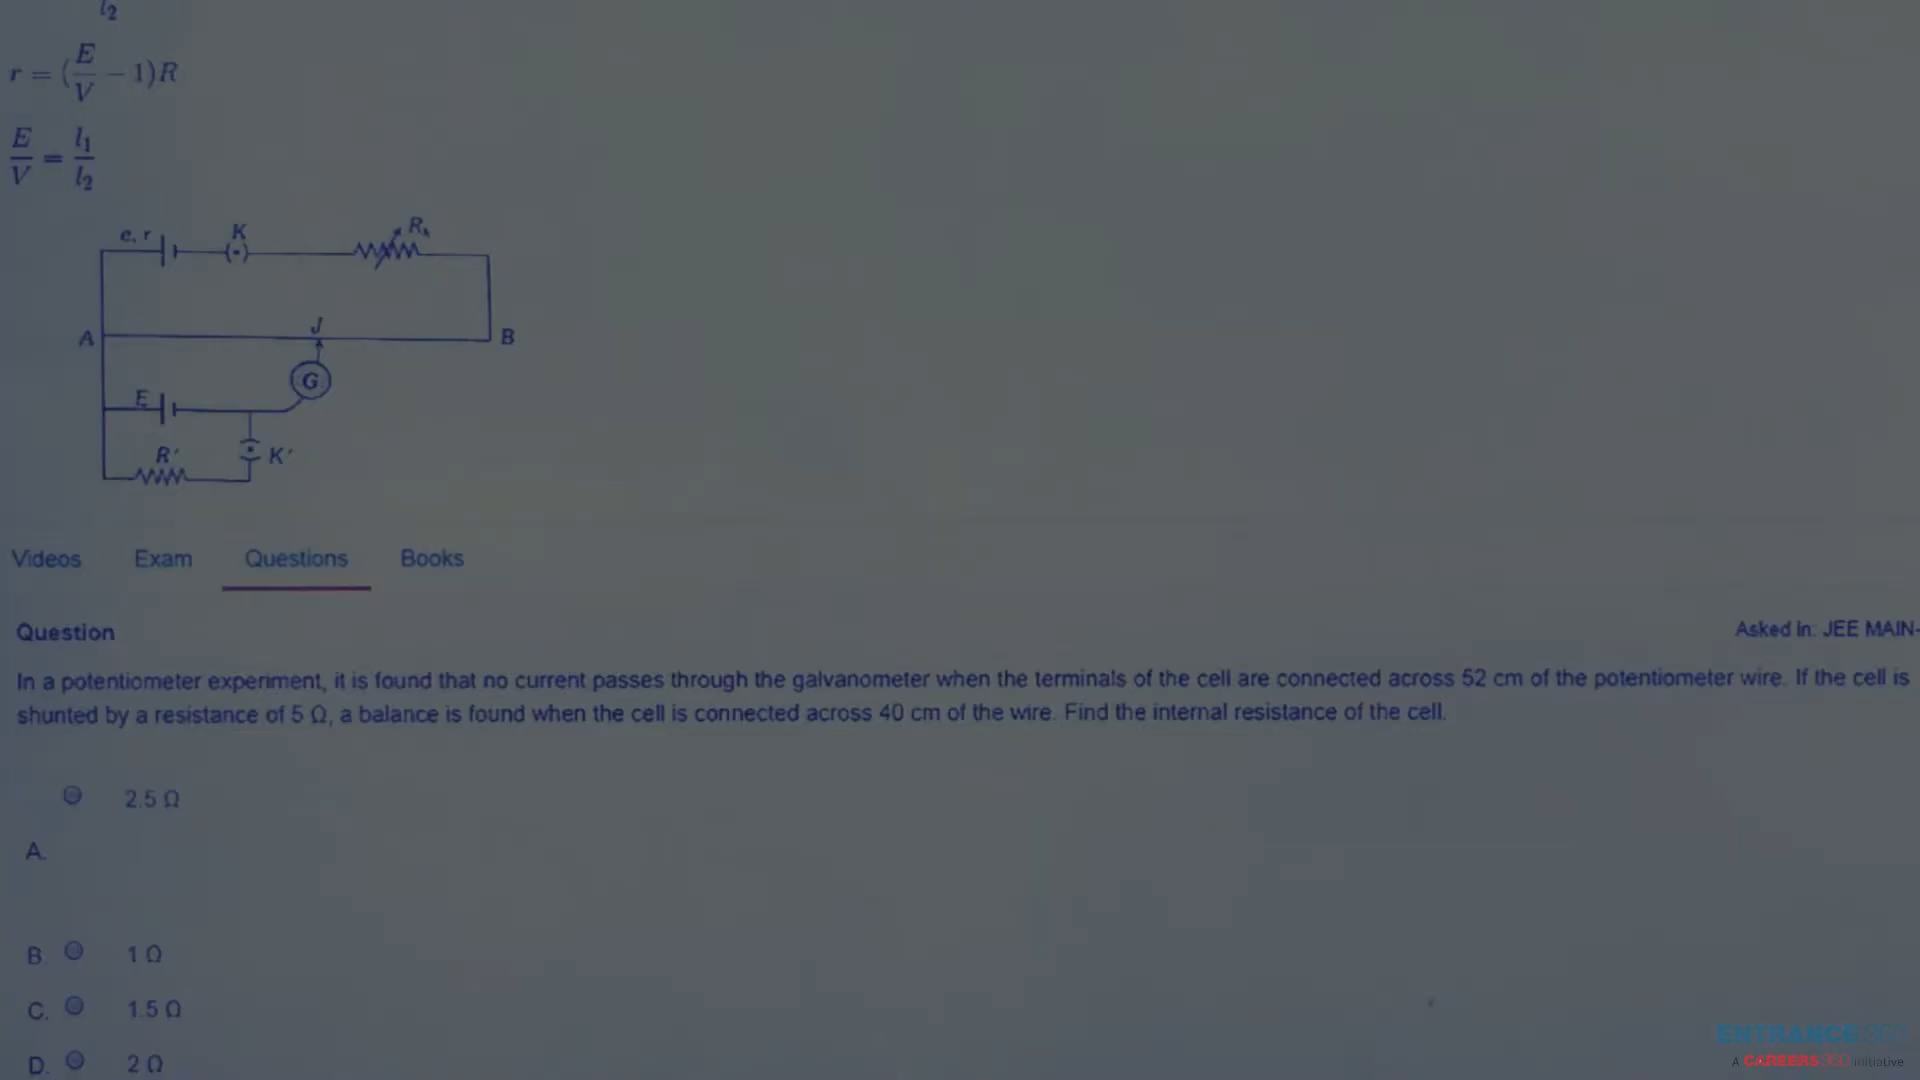 l2
r = (E/V − 1)R
E/V = l1/l2
e, r K R
A J B
G
E
R' K'
Videos Exam Questions Books
Question Asked in: JEE MAIN-
In a potentiometer experiment, it is found that no current passes through the galvanometer when the terminals of the cell are connected across 52 cm of the potentiometer wire. If the cell is
shunted by a resistance of 5 Ω, a balance is found when the cell is connected across 40 cm of the wire. Find the internal resistance of the cell.
2.5 Ω
A.
B. 1 Ω
C. 1.5 Ω
D. 2 Ω
ENTRANCE360
A CAREERS360 initiative